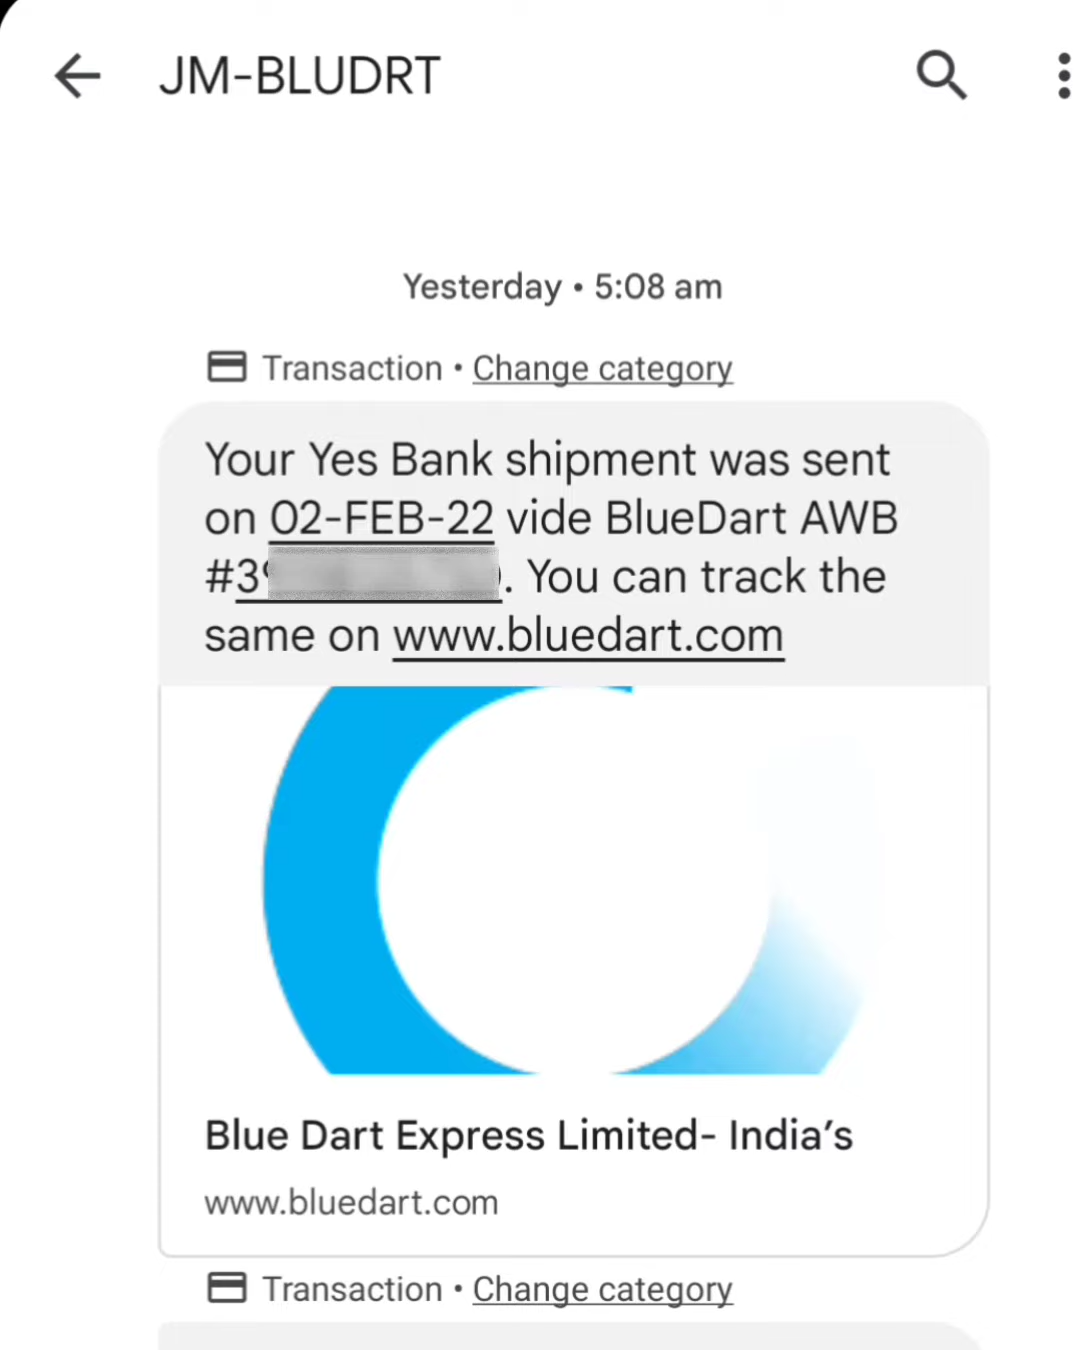 JM-BLUDRT
Yesterday • 5:08 am
Transaction • Change category
Your Yes Bank shipment was sent
on 02-FEB-22 vide BlueDart AWB
#3 . You can track the
same on www.bluedart.com
Blue Dart Express Limited- India’s
www.bluedart.com
Transaction • Change category